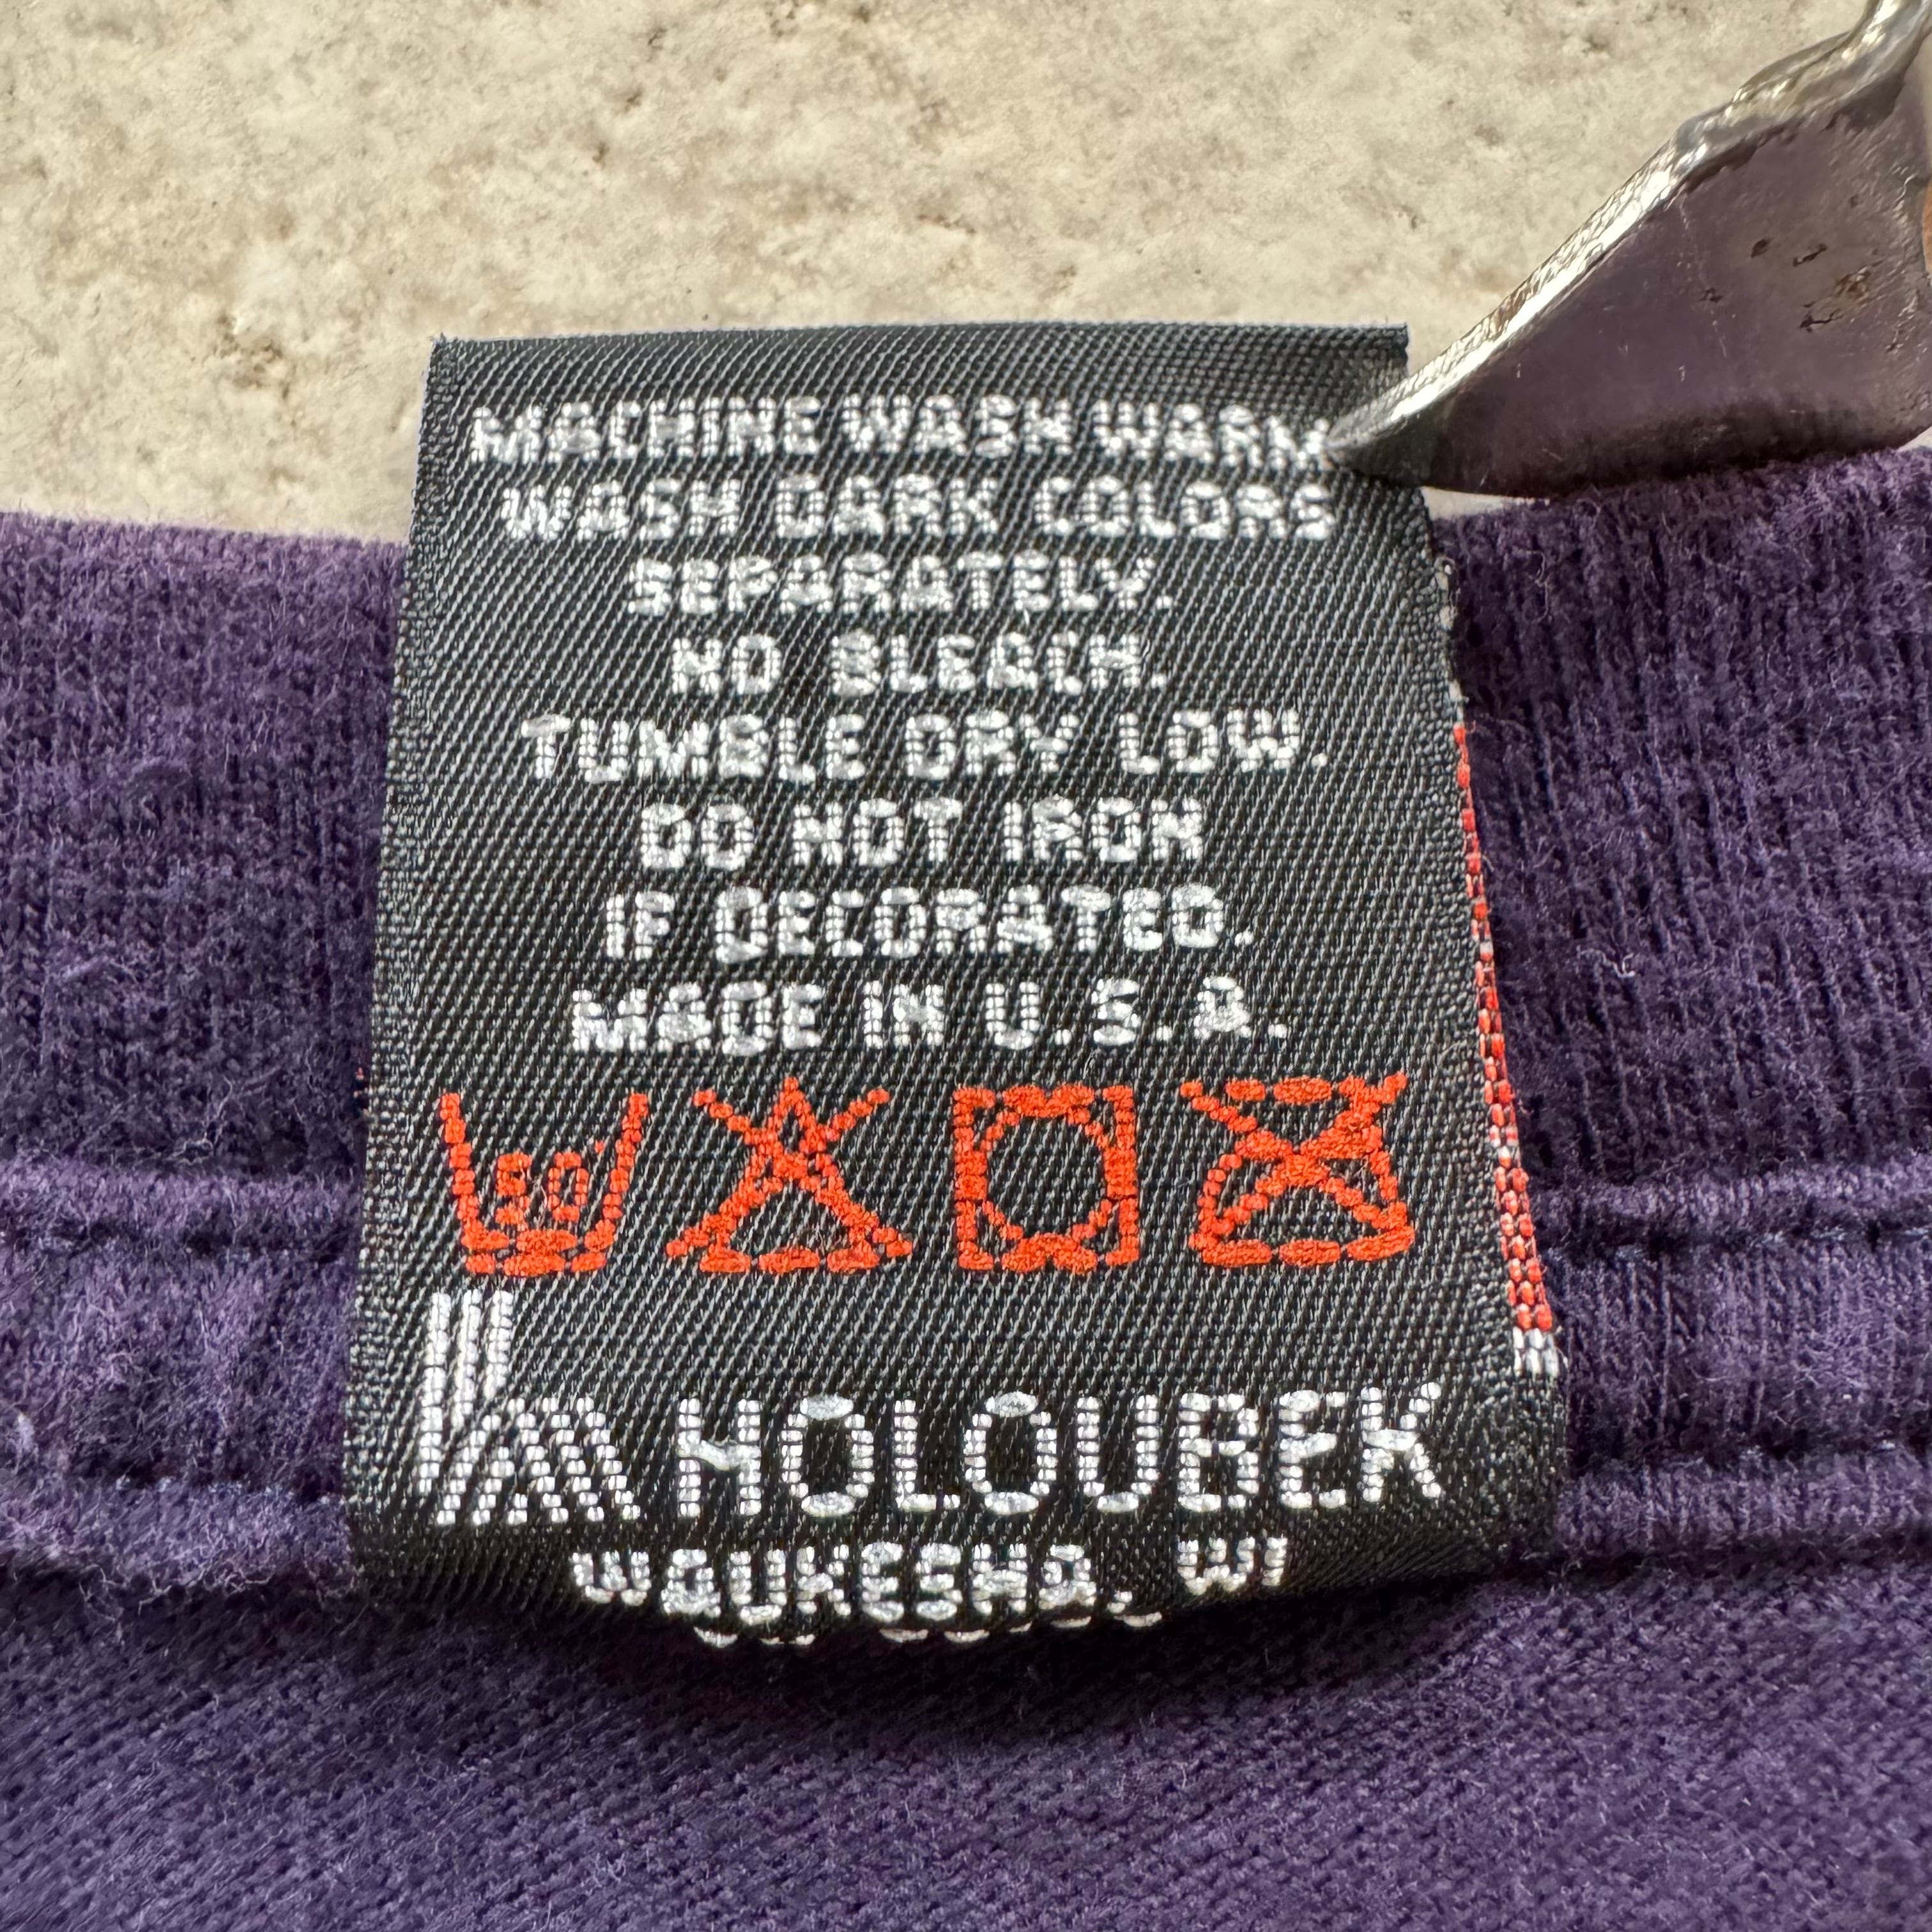 MACHINE WASH WARM
WASH DARK COLORS
SEPARATELY.
NO BLEACH.
TUMBLE DRY LOW.
DO NOT IRON
IF DECORATED.
MADE IN U.S.A.
50
HOLOUBEK
WAUKESHA, WI